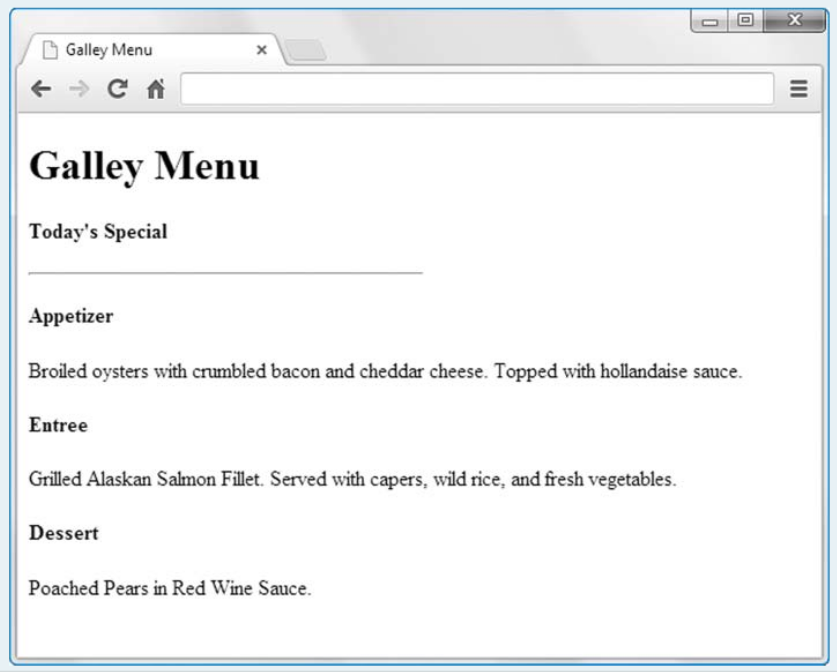 Galley Menu
Galley Menu
Today's Special
Appetizer
Broiled oysters with crumbled bacon and cheddar cheese. Topped with hollandaise sauce.
Entree
Grilled Alaskan Salmon Fillet. Served with capers, wild rice, and fresh vegetables.
Dessert
Poached Pears in Red Wine Sauce.